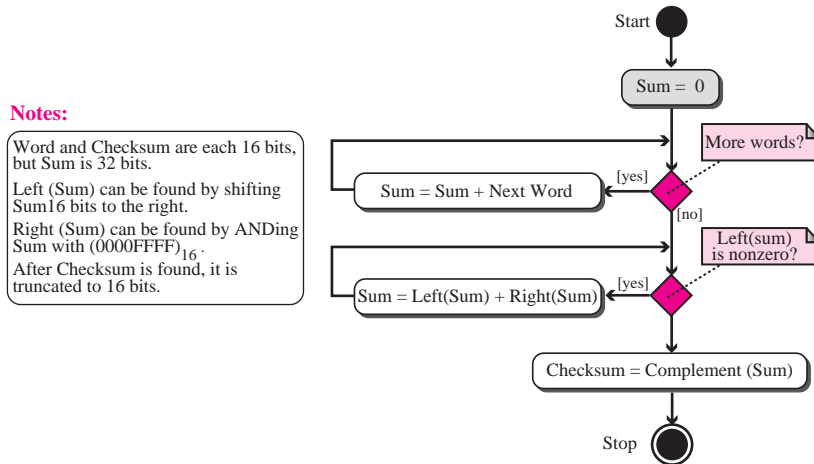 Start
Sum = 0
Notes:
Word and Checksum are each 16 bits,
but Sum is 32 bits.
Left (Sum) can be found by shifting
Sum16 bits to the right.
Right (Sum) can be found by ANDing
Sum with (0000FFFF)16 .
After Checksum is found, it is
truncated to 16 bits.
More words?
[yes]
Sum = Sum + Next Word
[no]
Left(sum)
is nonzero?
[yes]
Sum = Left(Sum) + Right(Sum)
Checksum = Complement (Sum)
Stop